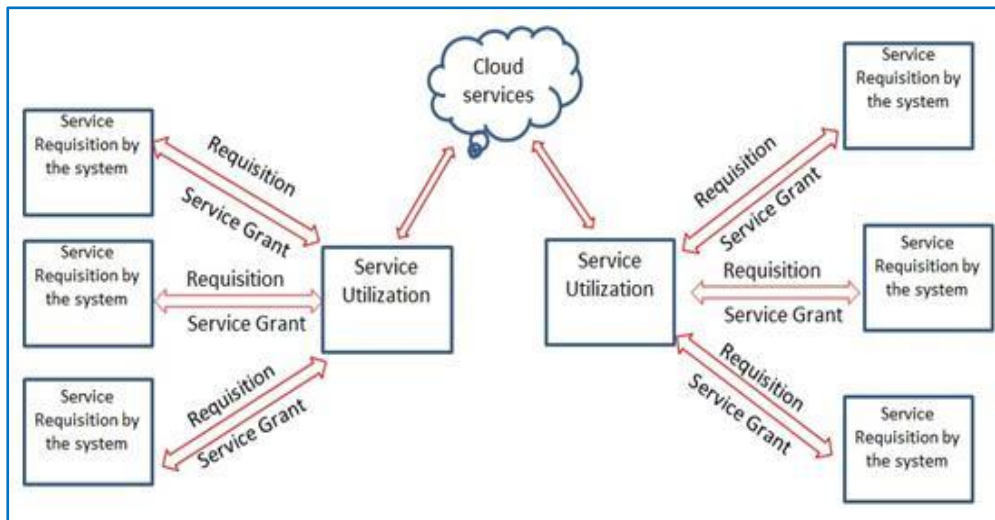 Cloud
services
Service
Requisition by
the system
Requisition
Service Grant
Service
Requisition by
the system
Requisition
Service Grant
Service
Requisition by
the system
Requisition
Service Grant
Service
Utilization
Service
Utilization
Service
Requisition by
the system
Requisition
Service Grant
Service
Requisition by
the system
Requisition
Service Grant
Service
Requisition by
the system
Requisition
Service Grant